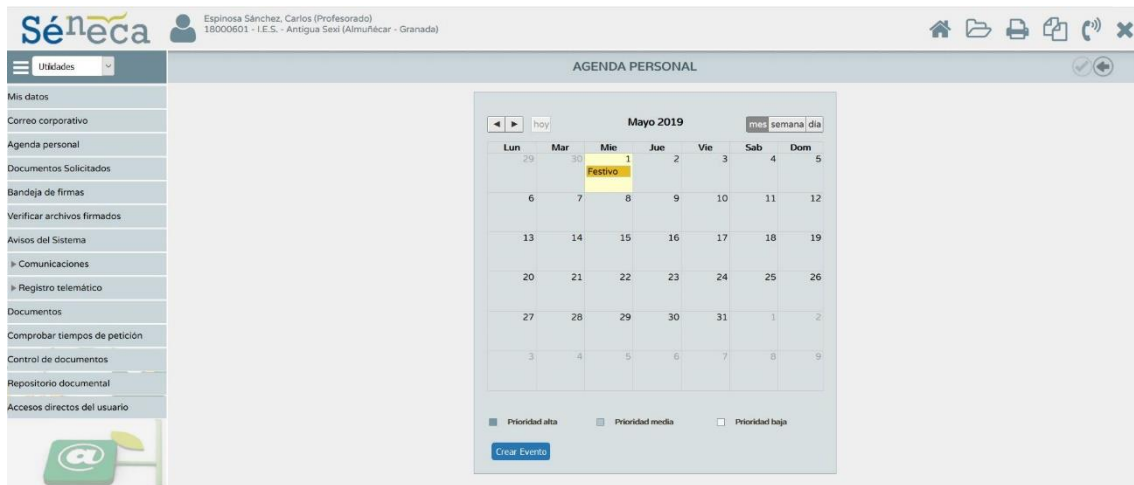 Séneca
Espinosa Sánchez, Carlos (Profesorado)
18000601 - I.E.S. - Antigua Sexi (Almuñécar - Granada)
Utilidades
AGENDA PERSONAL
Mis datos
Correo corporativo
Agenda personal
Documentos Solicitados
Bandeja de firmas
Verificar archivos firmados
Avisos del Sistema
Comunicaciones
Registro telemático
Documentos
Comprobar tiempos de petición
Control de documentos
Repositorio documental
Accesos directos del usuario
@
hoy Mayo 2019 mes semana día
Lun Mar Mie Jue Vie Sab Dom
29 30 1 2 3 4 5
Festivo
6 7 8 9 10 11 12
13 14 15 16 17 18 19
20 21 22 23 24 25 26
27 28 29 30 31 1 2
3 4 5 6 7 8 9
Prioridad alta Prioridad media Prioridad baja
Crear Evento